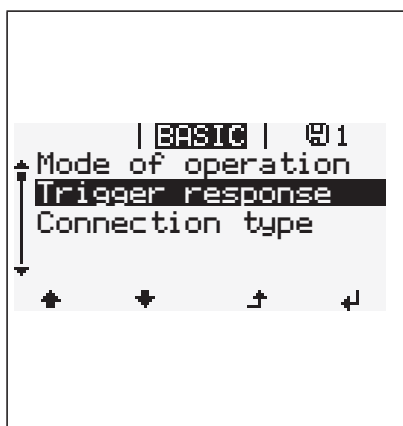 | BASIC | 1
Mode of operation
Trigger response
Connection type